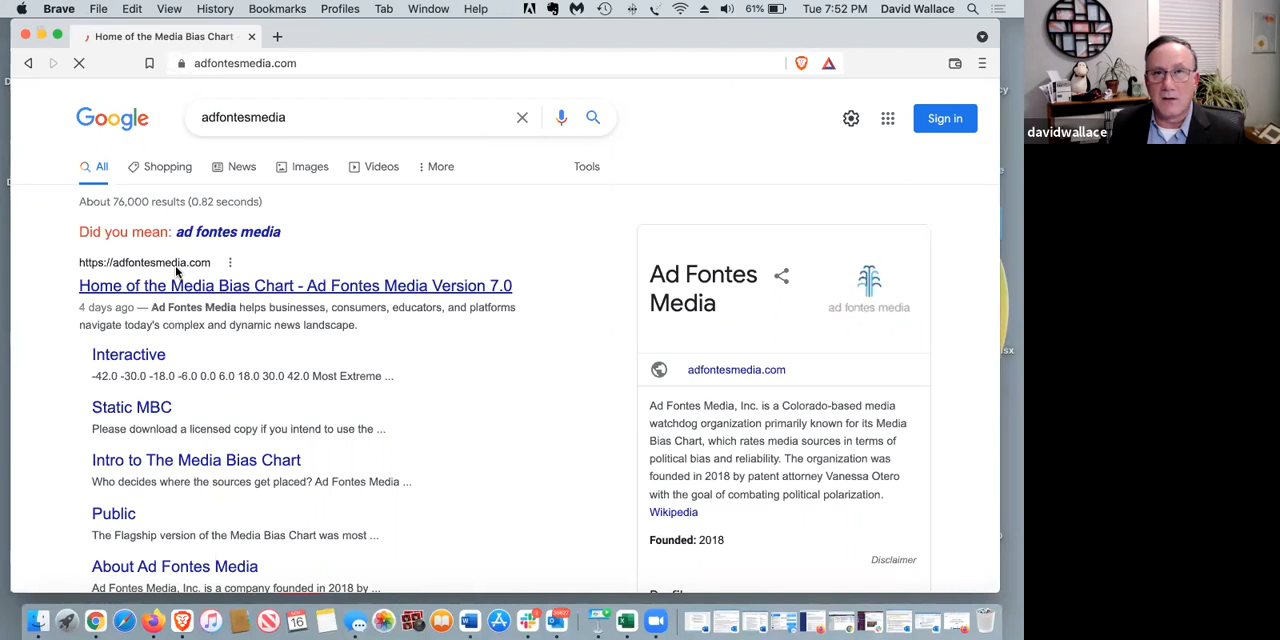 Brave File Edit View History Bookmarks Profiles Tab Window Help 61% Tue 7:52 PM David Wallace
Home of the Media Bias Chart
adfontesmedia.com
Google
adfontesmedia
Sign in
All Shopping News Images Videos More Tools
About 76,000 results (0.82 seconds)
Did you mean: ad fontes media
https://adfontesmedia.com
Home of the Media Bias Chart - Ad Fontes Media Version 7.0
4 days ago — Ad Fontes Media helps businesses, consumers, educators, and platforms
navigate today's complex and dynamic news landscape.
Interactive
-42.0 -30.0 -18.0 -6.0 0.0 6.0 18.0 30.0 42.0 Most Extreme ...
Static MBC
Please download a licensed copy if you intend to use the ...
Intro to The Media Bias Chart
Who decides where the sources get placed? Ad Fontes Media ...
Public
The Flagship version of the Media Bias Chart was most ...
About Ad Fontes Media
Ad Fontes Media, Inc. is a company founded in 2018 by ...
Ad Fontes
Media
ad fontes media
adfontesmedia.com
Ad Fontes Media, Inc. is a Colorado-based media
watchdog organization primarily known for its Media
Bias Chart, which rates media sources in terms of
political bias and reliability. The organization was
founded in 2018 by patent attorney Vanessa Otero
with the goal of combating political polarization.
Wikipedia
Founded: 2018
Disclaimer
davidwallace
16